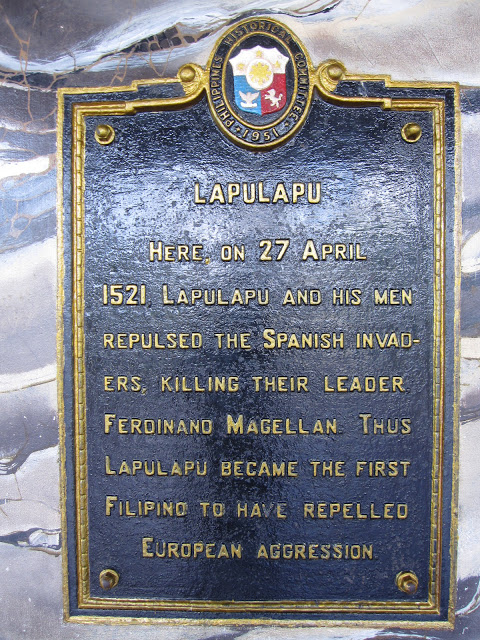 PHILIPPINES HISTORICAL COMMITTEE
1951
LAPULAPU
HERE, ON 27 APRIL
1521 LAPULAPU AND HIS MEN
REPULSED THE SPANISH INVAD-
ERS, KILLING THEIR LEADER.
FERDINAND MAGELLAN. THUS
LAPULAPU BECAME THE FIRST
FILIPINO TO HAVE REPELLED
EUROPEAN AGGRESSION